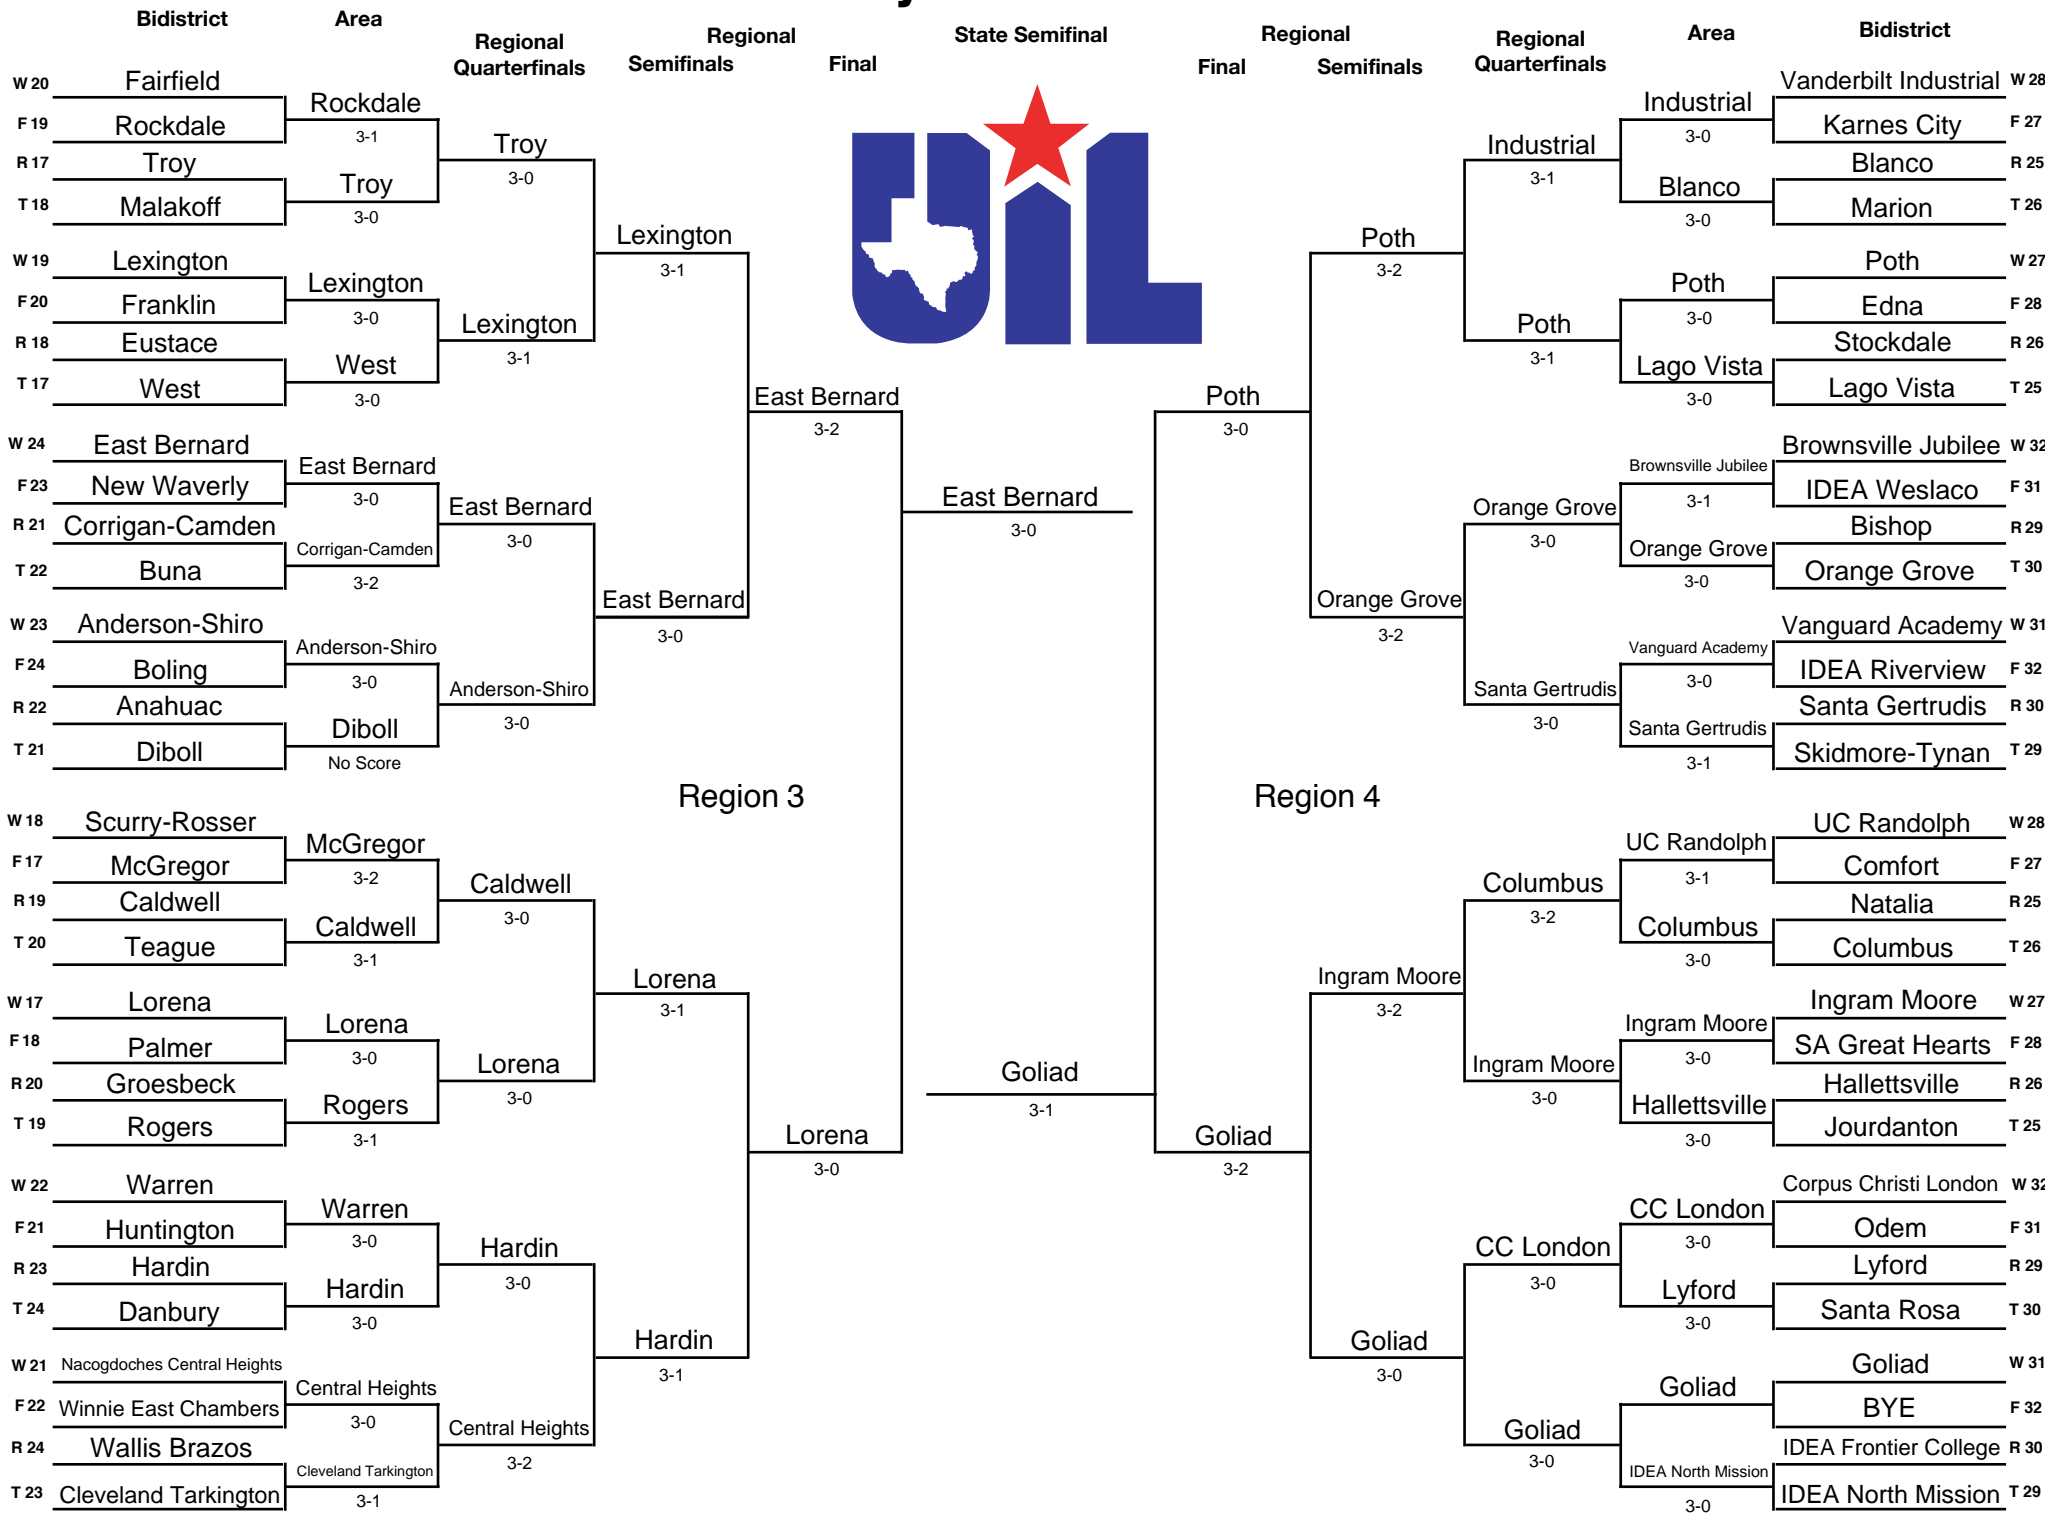 Bidistrict
Area
Regional
Quarterfinals
Regional
Semifinals
Final
State Semifinal
Regional
Final
Semifinals
Regional
Quarterfinals
Area
Bidistrict
W 20 Fairfield
F 19 Rockdale
R 17 Troy
T 18 Malakoff
W 19 Lexington
F 20 Franklin
R 18 Eustace
T 17 West
W 24 East Bernard
F 23 New Waverly
R 21 Corrigan-Camden
T 22 Buna
W 23 Anderson-Shiro
F 24 Boling
R 22 Anahuac
T 21 Diboll
W 18 Scurry-Rosser
F 17 McGregor
R 19 Caldwell
T 20 Teague
W 17 Lorena
F 18 Palmer
R 20 Groesbeck
T 19 Rogers
W 22 Warren
F 21 Huntington
R 23 Hardin
T 24 Danbury
W 21 Nacogdoches Central Heights
F 22 Winnie East Chambers
R 24 Wallis Brazos
T 23 Cleveland Tarkington
Rockdale
3-1
Troy
3-0
Lexington
3-0
West
3-0
East Bernard
3-0
Corrigan-Camden
3-2
Anderson-Shiro
3-0
Diboll
No Score
McGregor
3-2
Caldwell
3-1
Lorena
3-0
Rogers
3-1
Warren
3-0
Hardin
3-0
Central Heights
3-0
Cleveland Tarkington
3-1
Troy
3-0
Lexington
3-1
East Bernard
3-0
Anderson-Shiro
3-0
Caldwell
3-0
Lorena
3-0
Hardin
3-0
Central Heights
3-2
Lexington
3-1
East Bernard
3-0
Region 3
Lorena
3-1
Hardin
3-1
East Bernard
3-2
Lorena
3-0
UIL
East Bernard
3-0
Goliad
3-1
Poth
3-0
Goliad
3-2
Poth
3-2
Orange Grove
3-2
Region 4
Ingram Moore
3-2
Goliad
3-0
Industrial
3-1
Poth
3-1
Orange Grove
3-0
Santa Gertrudis
3-0
Columbus
3-2
Ingram Moore
3-0
CC London
3-0
Goliad
3-0
Industrial
3-0
Blanco
3-0
Poth
3-0
Lago Vista
3-0
Brownsville Jubilee
3-1
Orange Grove
3-0
Vanguard Academy
3-0
Santa Gertrudis
3-1
UC Randolph
3-1
Columbus
3-0
Ingram Moore
3-0
Hallettsville
3-0
CC London
3-0
Lyford
3-0
Goliad
IDEA North Mission
3-0
Vanderbilt Industrial W 28
Karnes City F 27
Blanco R 25
Marion T 26
Poth W 27
Edna F 28
Stockdale R 26
Lago Vista T 25
Brownsville Jubilee W 32
IDEA Weslaco F 31
Bishop R 29
Orange Grove T 30
Vanguard Academy W 31
IDEA Riverview F 32
Santa Gertrudis R 30
Skidmore-Tynan T 29
UC Randolph W 28
Comfort F 27
Natalia R 25
Columbus T 26
Ingram Moore W 27
SA Great Hearts F 28
Hallettsville R 26
Jourdanton T 25
Corpus Christi London W 32
Odem F 31
Lyford R 29
Santa Rosa T 30
Goliad W 31
BYE F 32
IDEA Frontier College R 30
IDEA North Mission T 29